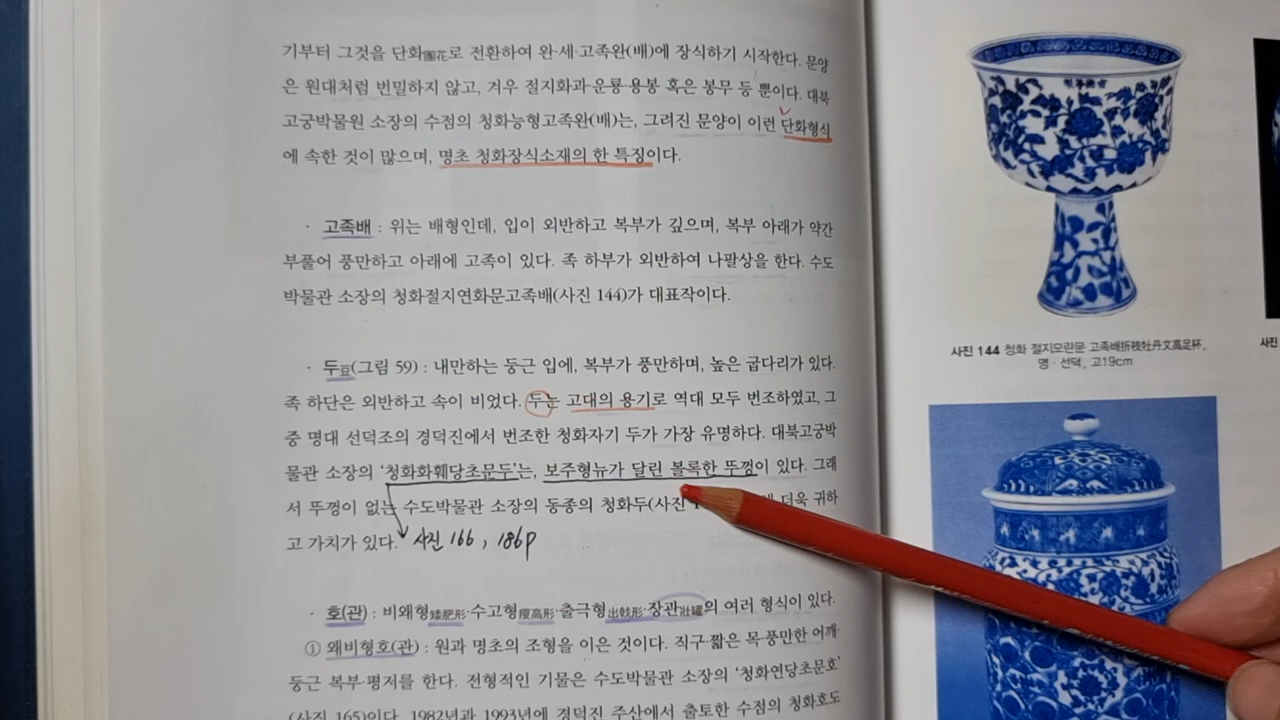 기부터 그것을 단화團花로 전환하여 완·세·고족완(배)에 장식하기 시작한다. 문양
은 원대처럼 번밀하지 않고, 겨우 절지화과·운룡·용봉 혹은 봉무 등 뿐이다. 대북
고궁박물원 소장의 수점의 청화능형고족완(배)는, 그려진 문양이 이런 단화형식
에 속한 것이 많으며, 명초 청화장식소재의 한 특징이다.
· 고족배 : 위는 배형인데, 입이 외반하고 복부가 깊으며, 복부 아래가 약간
부풀어 풍만하고 아래에 고족이 있다. 족 하부가 외반하여 나팔상을 한다. 수도
박물관 소장의 청화절지연화문고족배(사진 144)가 대표작이다.
· 두豆(그림 59) : 내만하는 둥근 입에, 복부가 풍만하며, 높은 굽다리가 있다.
족 하단은 외반하고 속이 비었다. 두는 고대의 용기로 역대 모두 번조하였고, 그
중 명대 선덕조의 경덕진에서 번조한 청화자기 두가 가장 유명하다. 대북고궁박
물관 소장의 '청화화훼당초문두'는, 보주형뉴가 달린 볼록한 뚜껑이 있다. 그래
서 뚜껑이 없는 수도박물관 소장의 동종의 청화두(사진 더욱 귀하
고 가치가 있다. 사진 166, 186p
· 호(관) : 비왜형矮肥形·수고형瘦高形·출극형出戟形·장관壯罐의 여러 형식이 있다.
① 왜비형호(관) : 원과 명초의 조형을 이은 것이다. 직구·짧은 목·풍만한 어깨·
둥근 복부·평저를 한다. 전형적인 기물은 수도박물관 소장의 '청화연당초문호'
(사진 165)이다. 1982년과 1993년에 경덕진 주산에서 출토한 수점의 청화호도
사진 144 청화 절지모란문 고족배折枝牡丹文高足杯,
명·선덕, 고19cm
사진